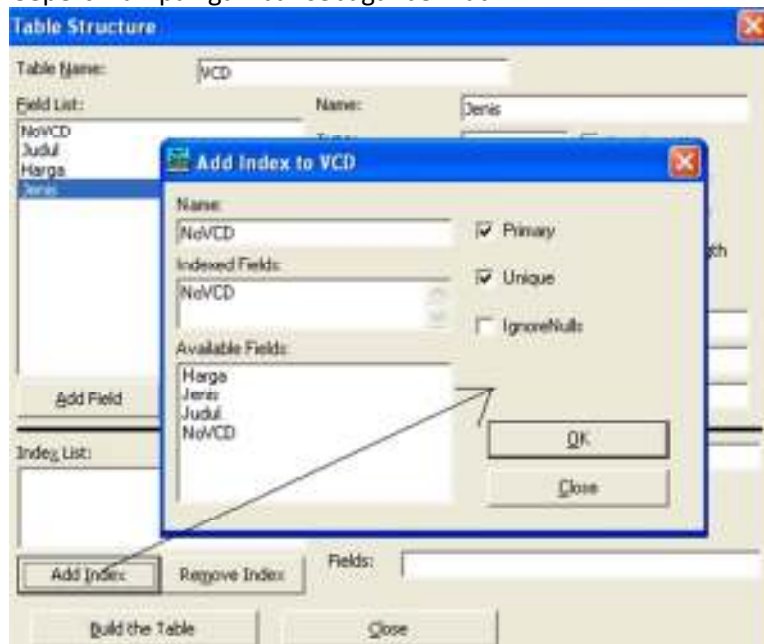 Table Structure
Table Name: VCD
Field List:
Name: Jenis
NoVCD
Judul
Harga
Jenis
Add Index to VCD
Name:
NoVCD
Primary
Indexed Fields:
Unique
NoVCD
IgnoreNulls
Available Fields:
Harga
Jenis
Judul
NoVCD
OK
Close
Add Field
Index List:
Add Index
Remove Index
Fields:
Build the Table
Close